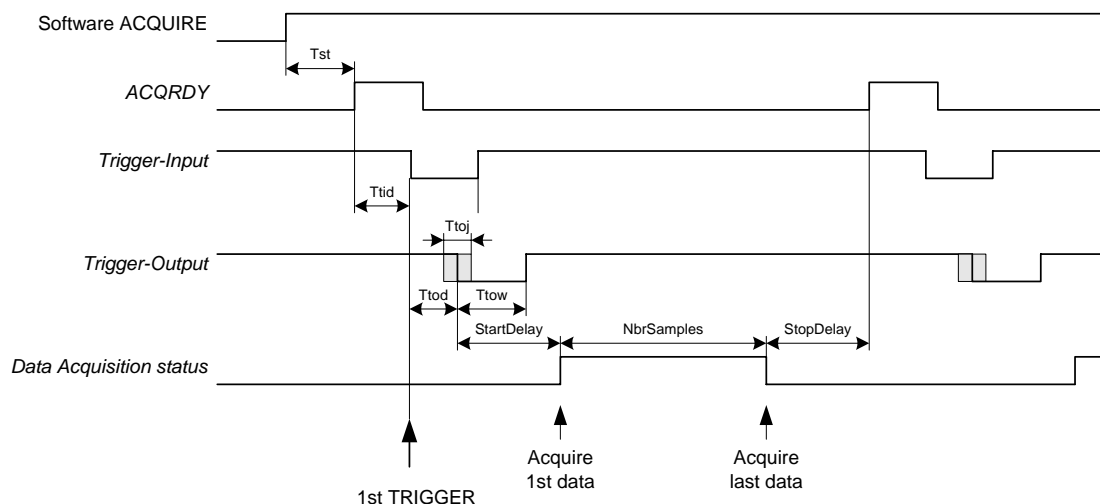 Software ACQUIRE
Tst
ACQRDY
Trigger-Input
Ttid
Ttoj
Trigger-Output
Ttod
Ttow
StartDelay
NbrSamples
StopDelay
Data Acquisition status
Acquire
1st data
Acquire
last data
1st TRIGGER